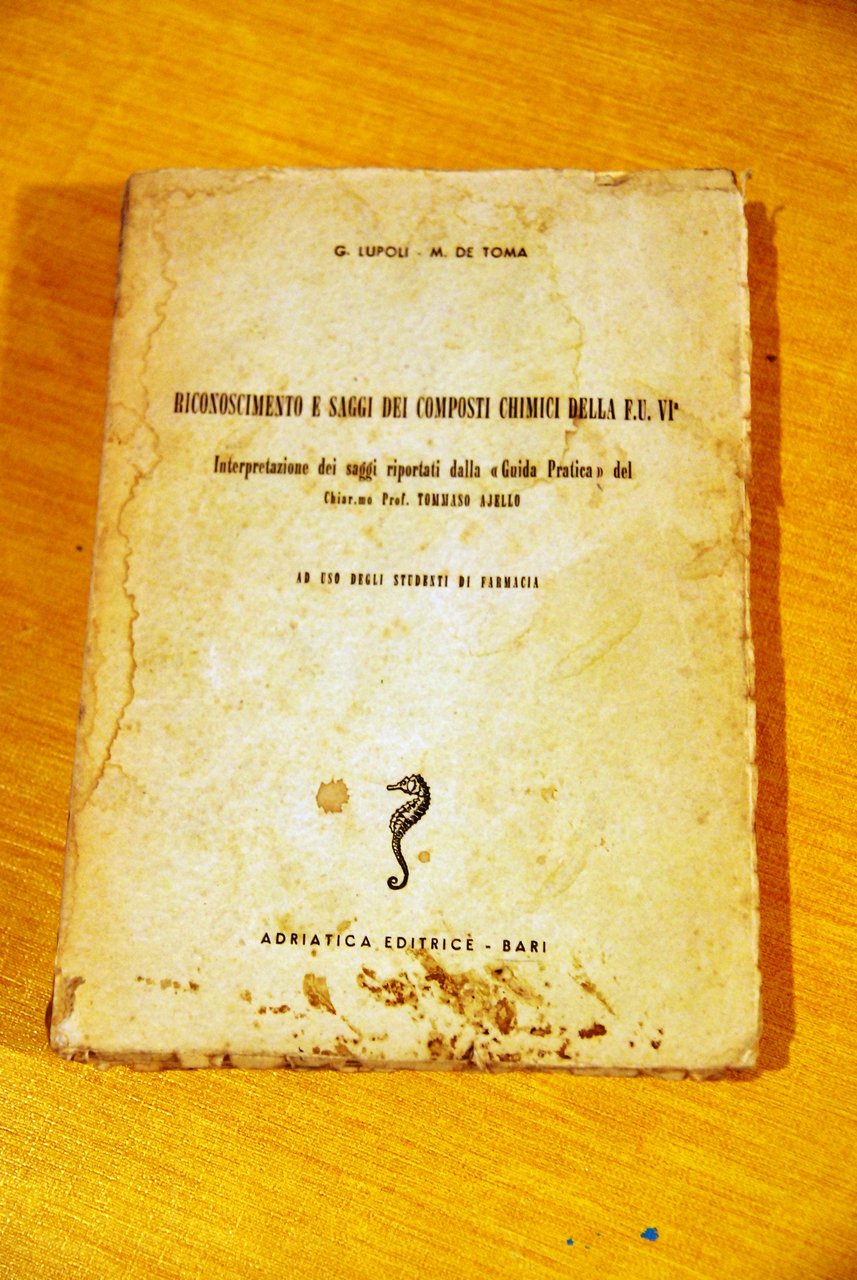 G. LUPOLI - M. DE TOMA
RICONOSCIMENTO E SAGGI DEI COMPOSTI CHIMICI DELLA F.U. VIª
Interpretazione dei saggi riportati dalla « Guida Pratica » del
Chiar.mo Prof. TOMMASO AJELLO
AD USO DEGLI STUDENTI DI FARMACIA
ADRIATICA EDITRICE - BARI